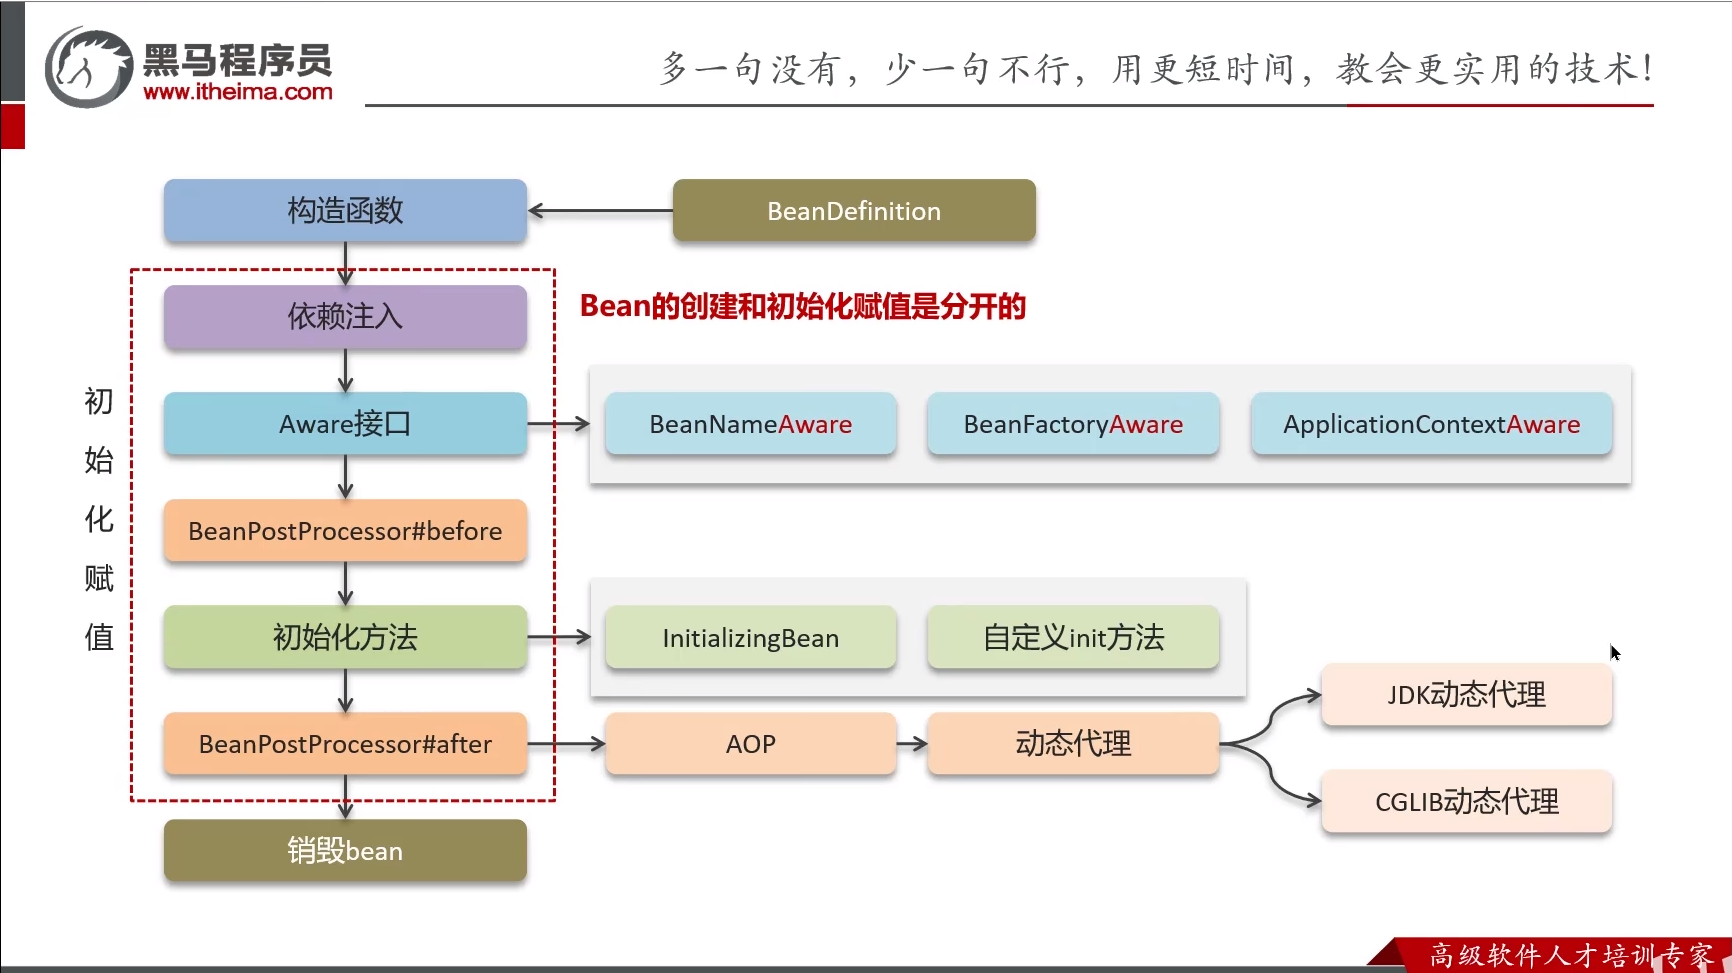 黑马程序员
www.itheima.com
多一句没有，少一句不行，用更短时间，教会更实用的技术！
构造函数
BeanDefinition
依赖注入
Bean的创建和初始化赋值是分开的
初始化赋值
Aware接口
BeanNameAware
BeanFactoryAware
ApplicationContextAware
BeanPostProcessor#before
初始化方法
InitializingBean
自定义init方法
BeanPostProcessor#after
AOP
动态代理
JDK动态代理
CGLIB动态代理
销毁bean
高级软件人才培训专家